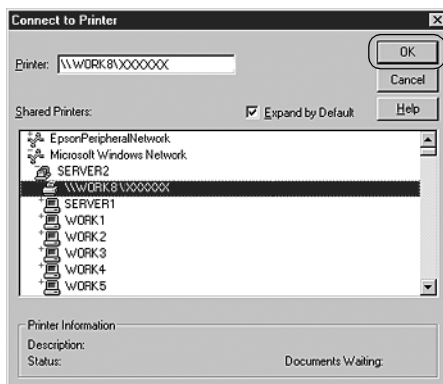 Connect to Printer
Printer: \\WORK8\XXXXXX
OK
Cancel
Help
Shared Printers:
Expand by Default
EpsonPeripheralNetwork
Microsoft Windows Network
SERVER2
\\WORK8\XXXXXX
SERVER1
WORK1
WORK2
WORK3
WORK4
WORK5
Printer Information
Description:
Status:
Documents Waiting: